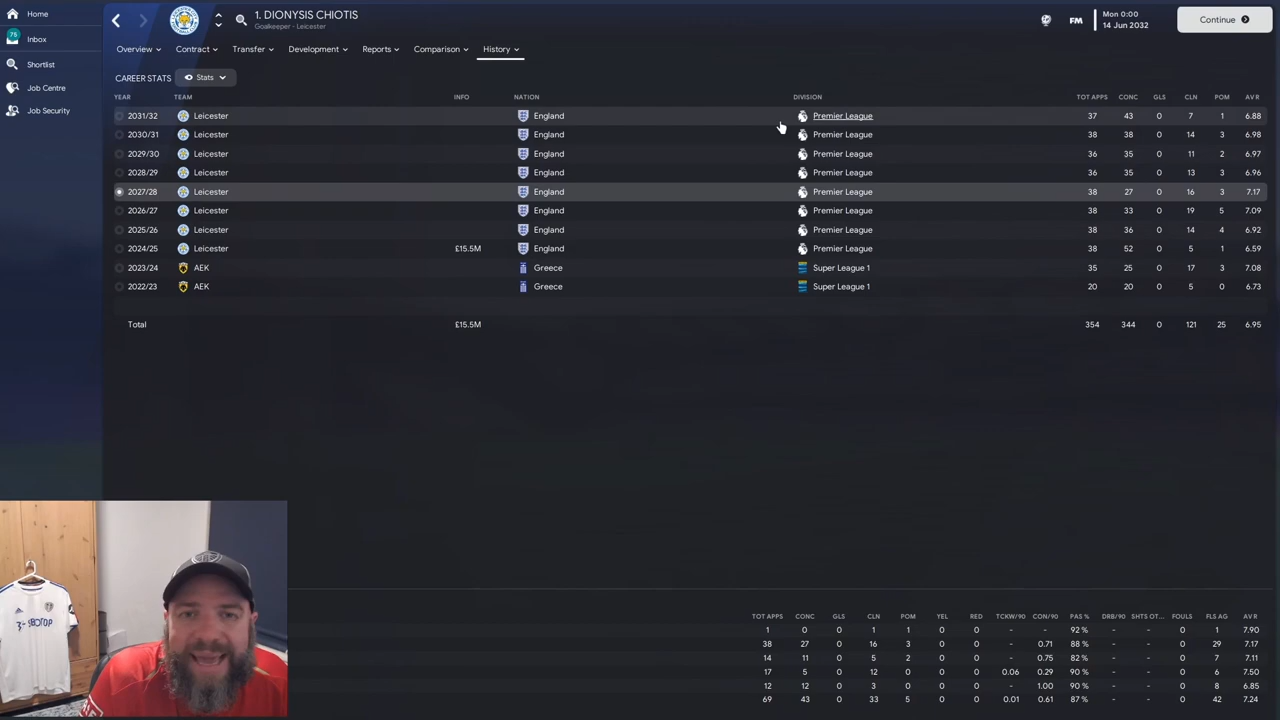 Home
75
Inbox
Shortlist
Job Centre
Job Security
1. DIONYSIS CHIOTIS
Goalkeeper - Leicester
FM
Mon 0:00
14 Jun 2032
Continue
Overview Contract Transfer Development Reports Comparison History
CAREER STATS Stats
YEAR TEAM INFO NATION DIVISION TOT APPS CONC GLS CLN POM AVR
2031/32 Leicester England Premier League 37 43 0 7 1 6.88
2030/31 Leicester England Premier League 38 38 0 14 3 6.98
2029/30 Leicester England Premier League 36 35 0 11 2 6.97
2028/29 Leicester England Premier League 36 35 0 13 3 6.96
2027/28 Leicester England Premier League 38 27 0 16 3 7.17
2026/27 Leicester England Premier League 38 33 0 19 5 7.09
2025/26 Leicester England Premier League 38 36 0 14 4 6.92
2024/25 Leicester £15.5M England Premier League 38 52 0 5 1 6.59
2023/24 AEK Greece Super League 1 35 25 0 17 3 7.08
2022/23 AEK Greece Super League 1 20 20 0 5 0 6.73
Total £15.5M 354 344 0 121 25 6.95
TOT APPS CONC GLS CLN POM YEL RED TCKW/90 CON/90 PAS % DRB/90 SHTS OT... FOULS FLS AG AVR
1 0 0 1 1 0 0 - - 92 % - - 0 1 7.90
38 27 0 16 3 0 0 - 0.71 88 % - - 0 29 7.17
14 11 0 5 2 0 0 - 0.75 82 % - - 0 7 7.11
17 5 0 12 0 0 0 0.06 0.29 90 % - - 0 6 7.50
12 12 0 3 0 0 0 - 1.00 90 % - - 0 8 6.85
69 43 0 33 5 0 0 0.01 0.61 87 % - - 0 42 7.24